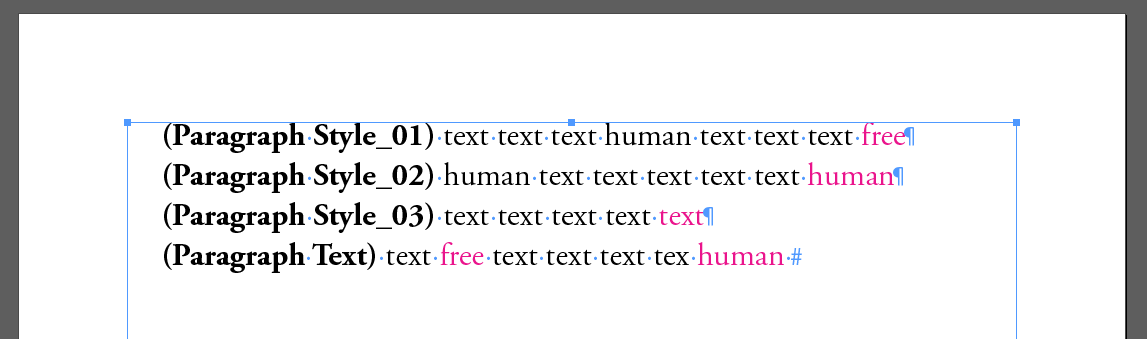 (Paragraph Style_01) text text text human text text text free¶
(Paragraph Style_02) human text text text text text human¶
(Paragraph Style_03) text text text text text¶
(Paragraph Text) text free text text text tex human #